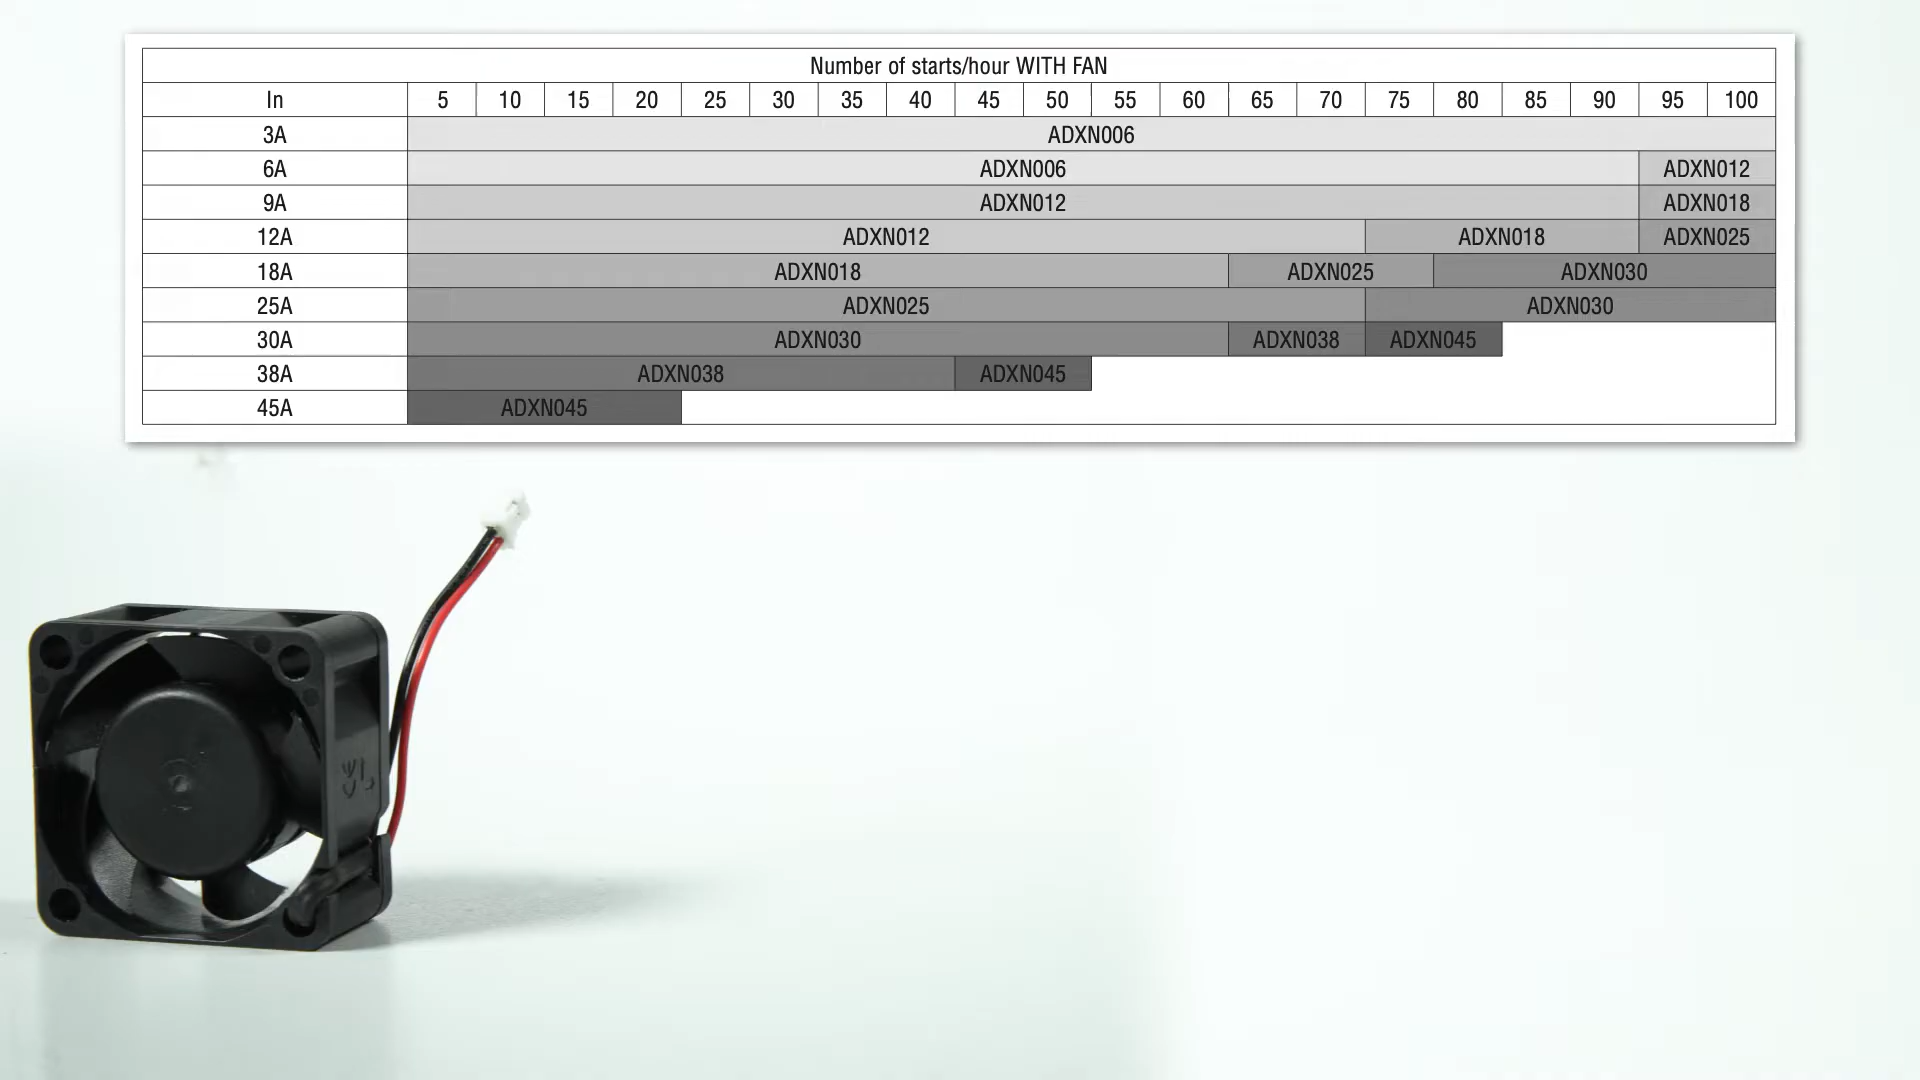 Number of starts/hour WITH FAN
In 5 10 15 20 25 30 35 40 45 50 55 60 65 70 75 80 85 90 95 100
3A ADXN006
6A ADXN006 ADXN012
9A ADXN012 ADXN018
12A ADXN012 ADXN018 ADXN025
18A ADXN018 ADXN025 ADXN030
25A ADXN025 ADXN030
30A ADXN030 ADXN038 ADXN045
38A ADXN038 ADXN045
45A ADXN045